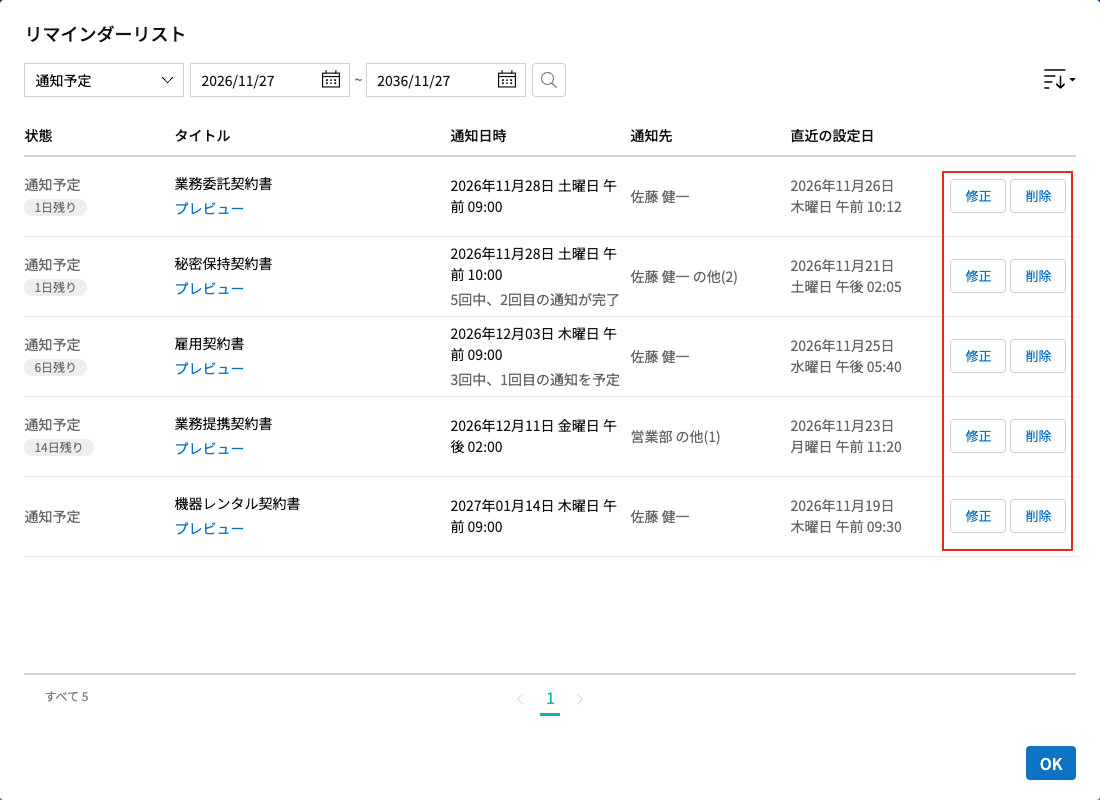 リマインダーリスト
通知予定 2026/11/27 ~ 2036/11/27
状態 タイトル 通知日時 通知先 直近の設定日
通知予定
1日残り
業務委託契約書
プレビュー
2026年11月28日 土曜日 午
前 09:00
佐藤 健一
2026年11月26日
木曜日 午前 10:12
修正 削除
通知予定
1日残り
秘密保持契約書
プレビュー
2026年11月28日 土曜日 午
前 10:00
5回中、2回目の通知が完了
佐藤 健一 の他(2)
2026年11月21日
土曜日 午後 02:05
修正 削除
通知予定
6日残り
雇用契約書
プレビュー
2026年12月03日 木曜日 午
前 09:00
3回中、1回目の通知を予定
佐藤 健一
2026年11月25日
水曜日 午後 05:40
修正 削除
通知予定
14日残り
業務提携契約書
プレビュー
2026年12月11日 金曜日 午
後 02:00
営業部 の他(1)
2026年11月23日
月曜日 午前 11:20
修正 削除
通知予定
機器レンタル契約書
プレビュー
2027年01月14日 木曜日 午
前 09:00
佐藤 健一
2026年11月19日
木曜日 午前 09:30
修正 削除
すべて 5
1
OK